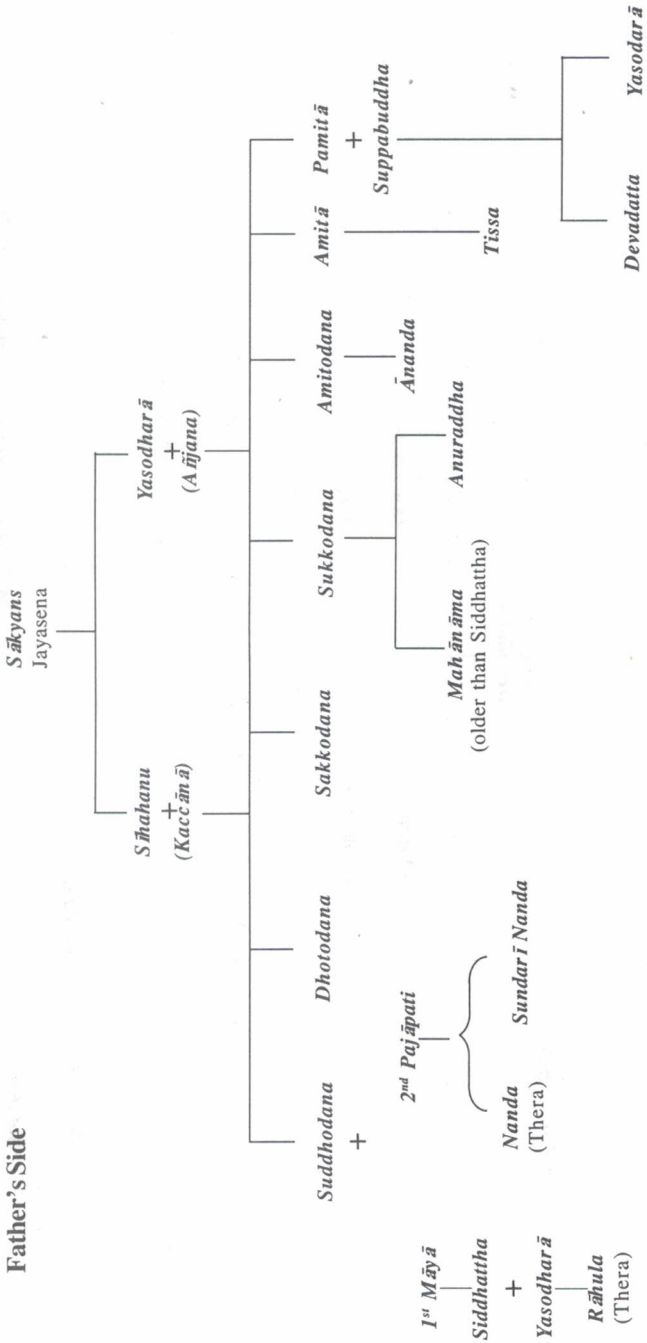 Father's Side
Sākyans
Jayasena
Sīhahanu
+
(Kaccānā)
Yasodharā
+
(Añjana)
Suddhodana
+
Dhotodana
Sakkodana
Sukkodana
Amitodana
Amitā
Pamitā
+
Suppabuddha
1st Māyā
Siddhattha
+
Yasodharā
Rāhula
(Thera)
2nd Pajāpati
Nanda
(Thera)
Sundarī Nanda
Mahānāma
(older than Siddhattha)
Anuraddha
Ānanda
Tissa
Devadatta
Yasodarā